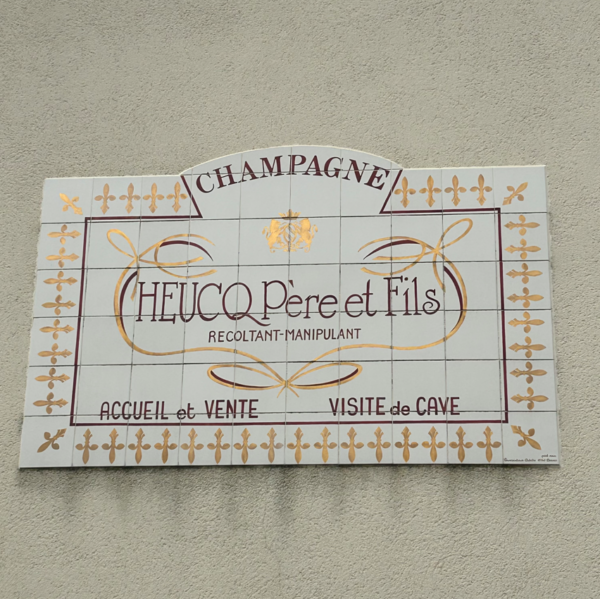 CHAMPAGNE
HEUCQ Père et Fils
RECOLTANT-MANIPULANT
ACCUEIL et VENTE VISITE de CAVE